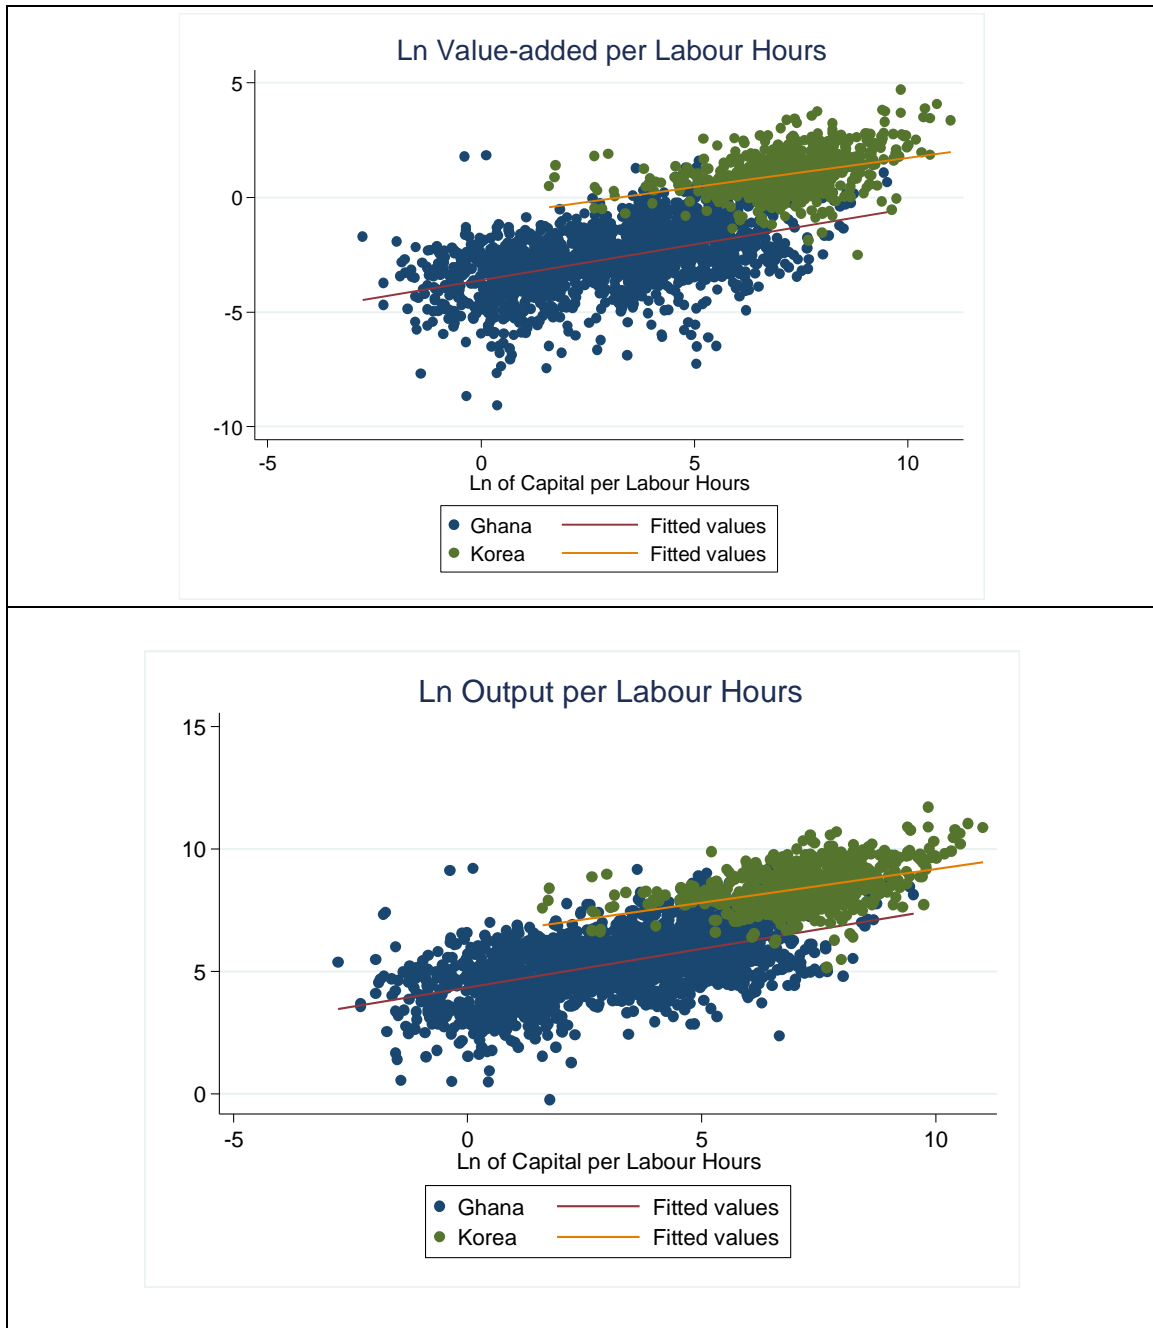 Ln Value-added per Labour Hours
5
0
-5
-10
-5 0 5 10
Ln of Capital per Labour Hours
Ghana Fitted values
Korea Fitted values
Ln Output per Labour Hours
15
10
5
0
-5 0 5 10
Ln of Capital per Labour Hours
Ghana Fitted values
Korea Fitted values